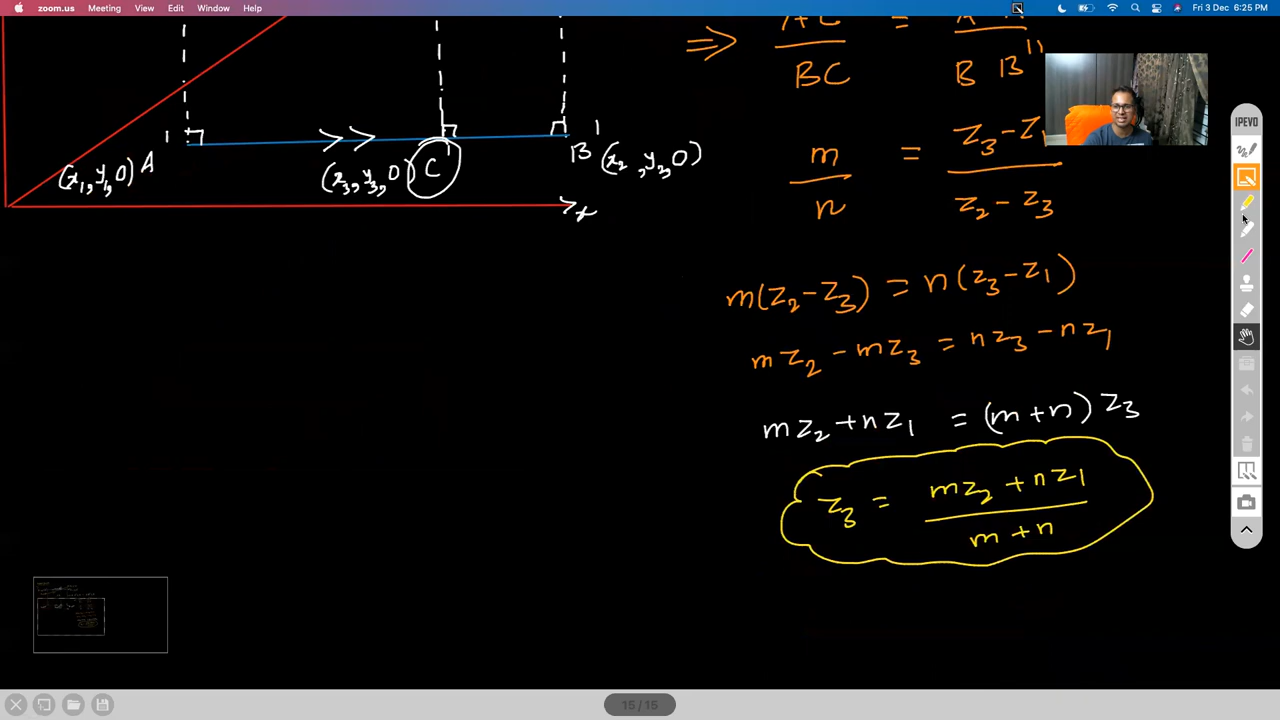 zoom.us Meeting View Edit Window Help Fri 3 Dec 6:25 PM
⇒ AC / BC = / B B"
m / n = z₃ - z₁ / z₂ - z₃
IPEVO
A' B'
(x₁, y₁, 0) A (x₃, y₃, 0) C B (x₂, y₂, 0)
x
m(z₂ - z₃) = n(z₃ - z₁)
mz₂ - mz₃ = nz₃ - nz₁
mz₂ + nz₁ = (m+n) z₃
z₃ = mz₂ + nz₁ / m + n
15 / 15